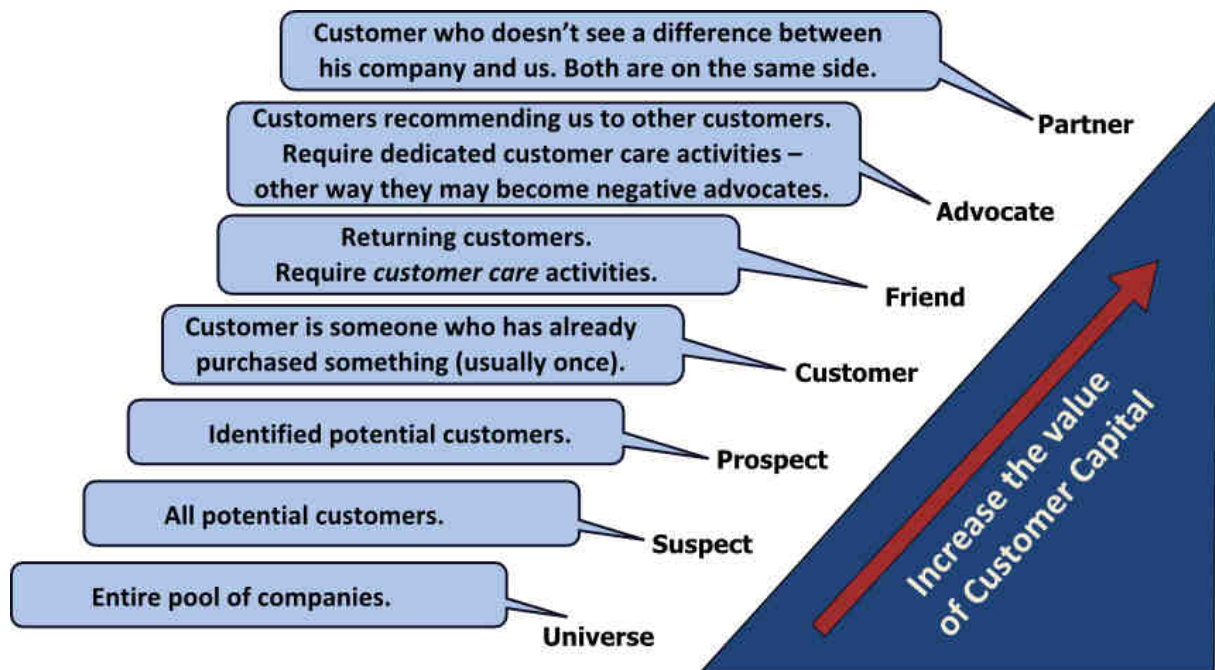 Customer who doesn’t see a difference between
his company and us. Both are on the same side.
Partner
Customers recommending us to other customers.
Require dedicated customer care activities –
other way they may become negative advocates.
Advocate
Returning customers.
Require customer care activities.
Friend
Customer is someone who has already
purchased something (usually once).
Customer
Identified potential customers.
Prospect
All potential customers.
Suspect
Entire pool of companies.
Universe
Increase the value
of Customer Capital